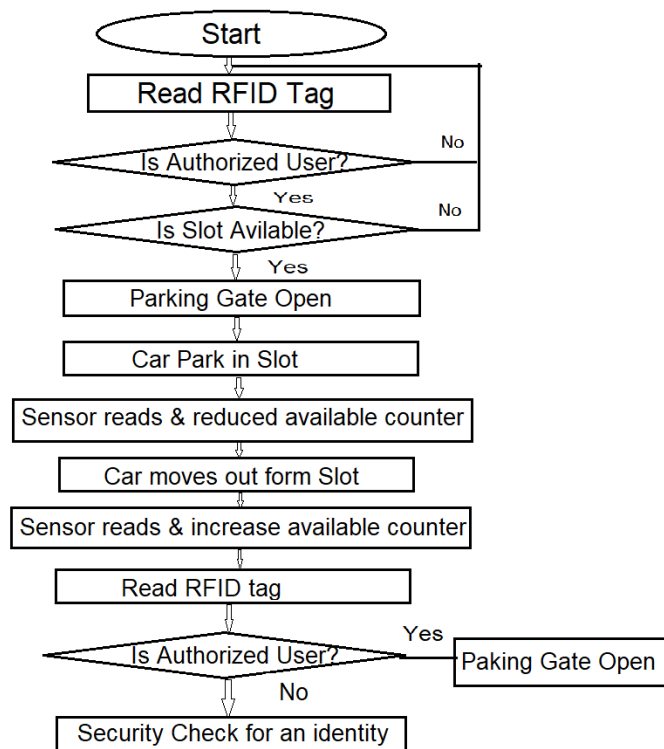 Start
Read RFID Tag
Is Authorized User?
No
Yes
Is Slot Avilable?
No
Yes
Parking Gate Open
Car Park in Slot
Sensor reads & reduced available counter
Car moves out form Slot
Sensor reads & increase available counter
Read RFID tag
Is Authorized User?
Yes
Paking Gate Open
No
Security Check for an identity